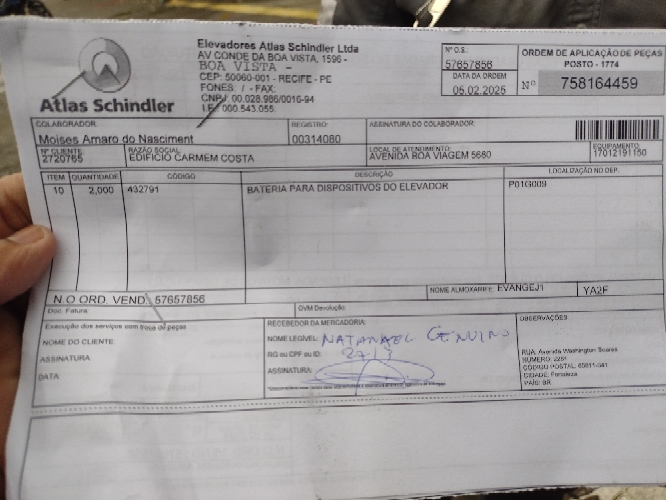 Atlas Schindler
Elevadores Atlas Schindler Ltda
AV CONDE DA BOA VISTA, 1596 -
BOA VISTA -
CEP: 50060-001 - RECIFE - PE
FONES: / - FAX:
CNPJ: 00.028.986/0016-94
I.E: 000.543.055.
Nº O.S.
57657856
DATA DA ORDEM
05.02.2025
ORDEM DE APLICAÇÃO DE PEÇAS
POSTO - 1774
Nº 758164459
COLABORADOR
Moises Amaro do Nasciment
REGISTRO
00314080
ASSINATURA DO COLABORADOR
Nº CLIENTE
2720765
RAZÃO SOCIAL
EDIFICIO CARMEM COSTA
LOCAL DE ATENDIMENTO
AVENIDA BOA VIAGEM 5680
EQUIPAMENTO
ITEM QUANTIDADE CÓDIGO DESCRIÇÃO LOCALIZAÇÃO NO DEP.
10 2,000 432791 BATERIA PARA DISPOSITIVOS DO ELEVADOR P01G009
N.O ORD. VEND. 57657856
NOME ALMOXARIFE: EVANGEJ1
YA2F
Doc. Fatura:
OVM Devolução:
Execução dos serviços com troca de peças
NOME DO CLIENTE
ASSINATURA
DATA
RECEBEDOR DA MERCADORIA
NOME LEGÍVEL: NATANAEL
RG ou CPF ou ID:
ASSINATURA:
OBSERVAÇÕES
RUA: Avenida Washington Soares
CIDADE: Fortaleza
PAÍS: BR